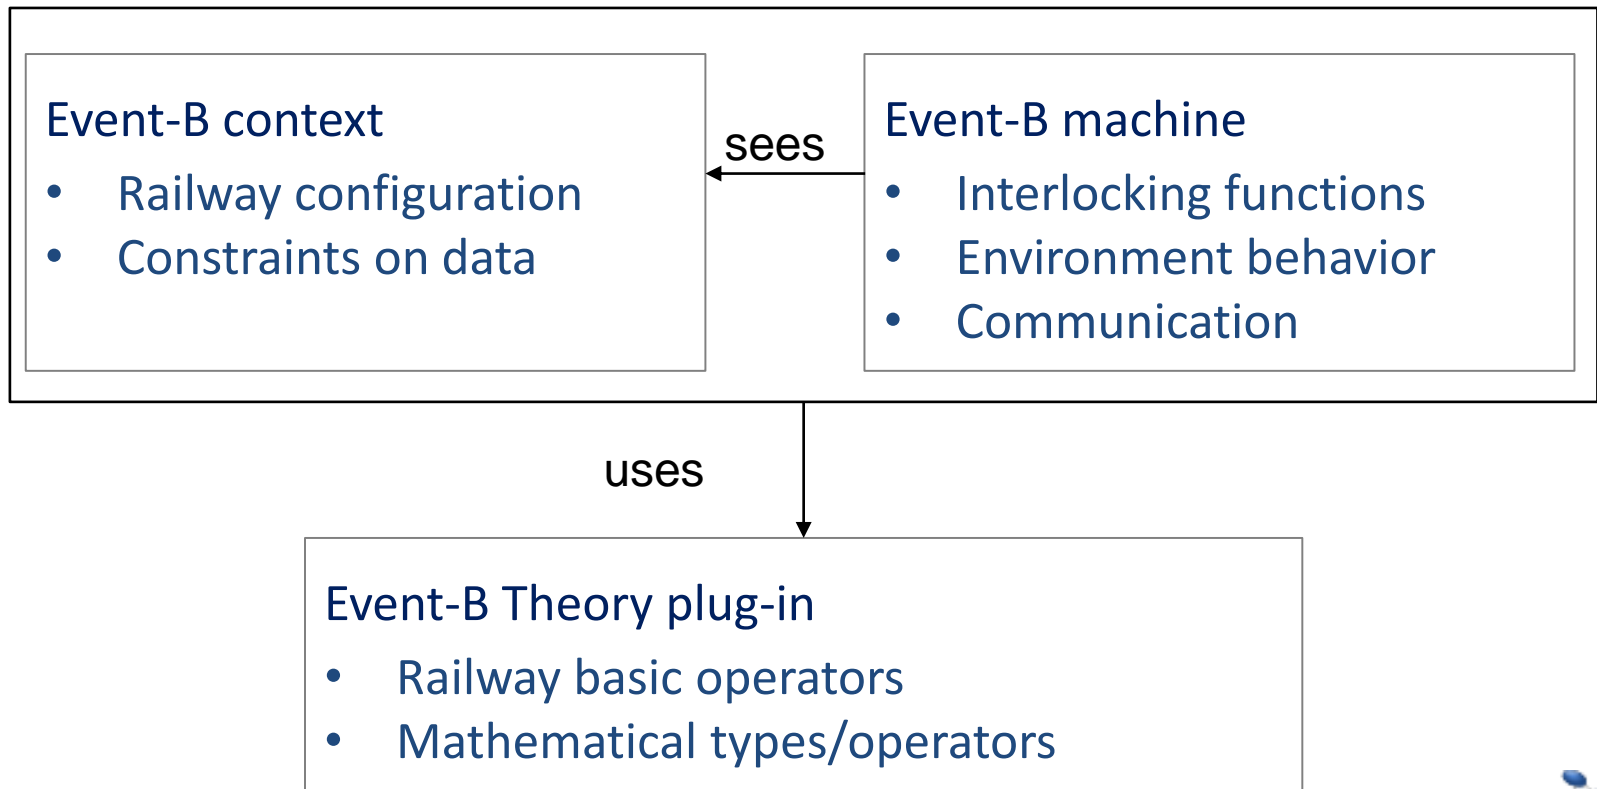 Event-B context
• Railway configuration
• Constraints on data
sees
Event-B machine
• Interlocking functions
• Environment behavior
• Communication
uses
Event-B Theory plug-in
• Railway basic operators
• Mathematical types/operators